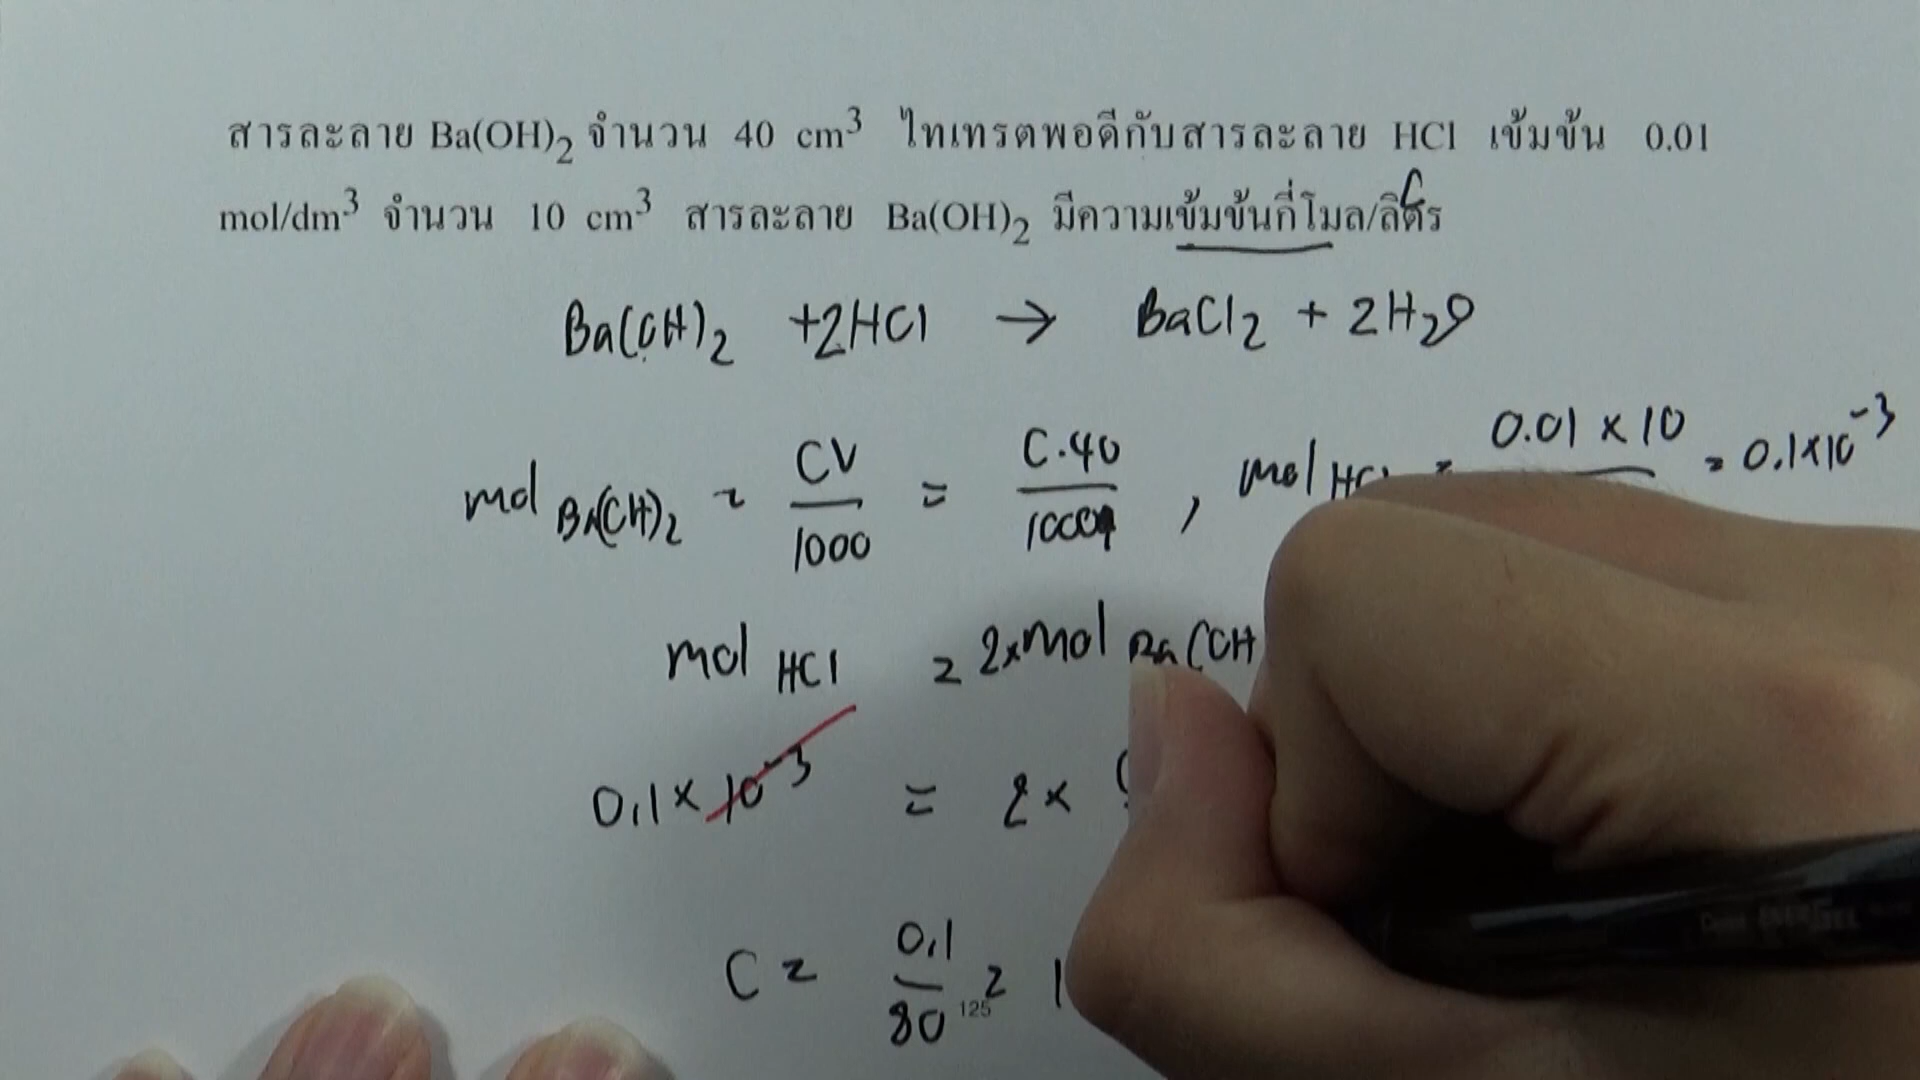 สารละลาย Ba(OH)2 จำนวน 40 cm3 ไทเทรตพอดีกับสารละลาย HCl เข้มข้น 0.01
mol/dm3 จำนวน 10 cm3 สารละลาย Ba(OH)2 มีความเข้มข้นกี่โมล/ลิตร
Ba(OH)2 +2HCl → BaCl2 + 2H2O
mol Ba(OH)2 = CV/1000 = C.40/1000, mol HCl = 0.01 x 10 = 0.1x10-3
mol HCl = 2x mol Ba(OH
0.1 x 10-3 = 2 x
C = 0.1/80 = 1
125